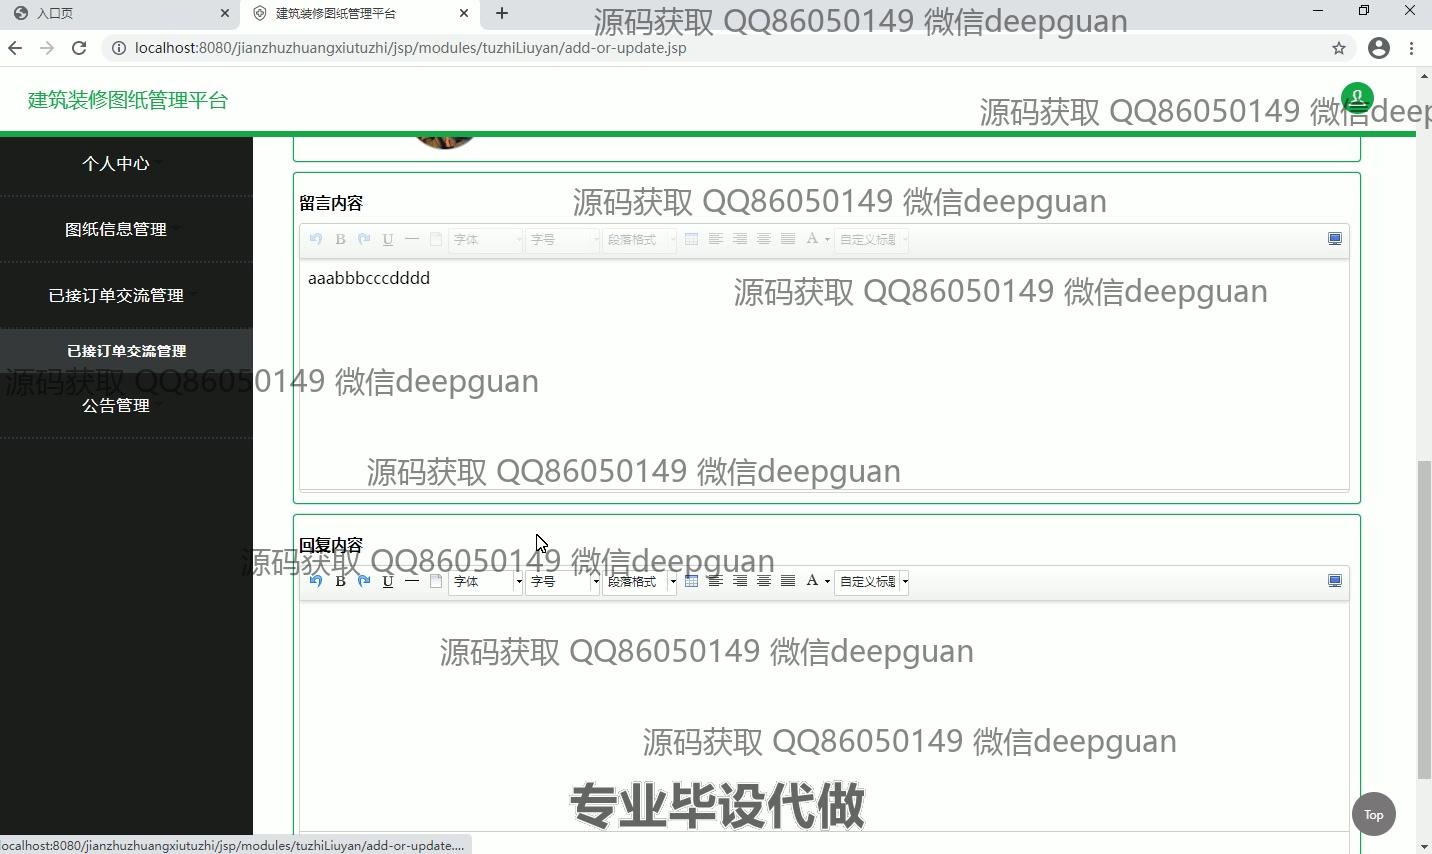 入口页
建筑装修图纸管理平台
源码获取 QQ86050149 微信deepguan
localhost:8080/jianzhuzhuangxiutuzhi/jsp/modules/tuzhiLiuyan/add-or-update.jsp
建筑装修图纸管理平台
源码获取 QQ86050149 微信deep
个人中心
图纸信息管理
已接订单交流管理
已接订单交流管理
公告管理
留言内容
源码获取 QQ86050149 微信deepguan
B U 字体 字号 段落格式 A 自定义标题
aaabbbcccdddd
源码获取 QQ86050149 微信deepguan
源码获取 QQ86050149 微信deepguan
源码获取 QQ86050149 微信deepguan
回复内容
源码获取 QQ86050149 微信deepguan
B U 字体 字号 段落格式 A 自定义标题
源码获取 QQ86050149 微信deepguan
源码获取 QQ86050149 微信deepguan
专业毕设代做
Top
localhost:8080/jianzhuzhuangxiutuzhi/jsp/modules/tuzhiLiuyan/add-or-update....